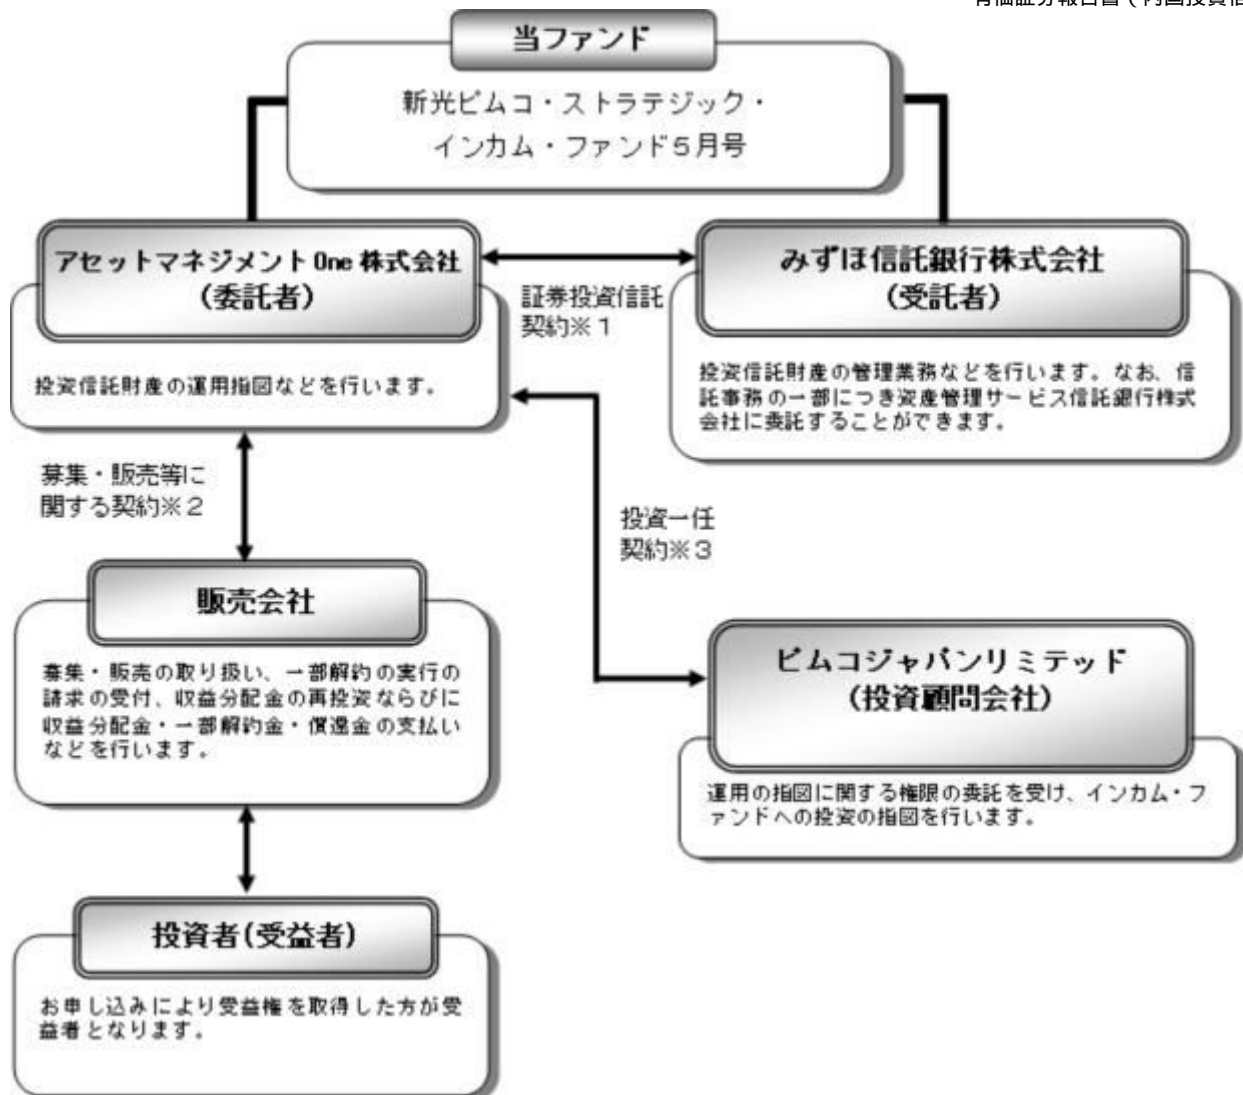 有価証券報告書（内国投資信
当ファンド
新光ピムコ・ストラテジック・
インカム・ファンド５月号
アセットマネジメントOne株式会社
（委託者）
投資信託財産の運用指図などを行います。
証券投資信託
契約※１
みずほ信託銀行株式会社
（受託者）
投資信託財産の管理業務などを行います。なお、信
託事務の一部につき資産管理サービス信託銀行株式
会社に委託することができます。
募集・販売等に
関する契約※２
投資一任
契約※３
販売会社
募集・販売の取り扱い、一部解約の実行の
請求の受付、収益分配金の再投資ならびに
収益分配金・一部解約金・償還金の支払い
などを行います。
ピムコジャパンリミテッド
（投資顧問会社）
運用の指図に関する権限の委託を受け、インカム・フ
ァンドへの投資の指図を行います。
投資者(受益者)
お申し込みにより受益権を取得した方が受
益者となります。